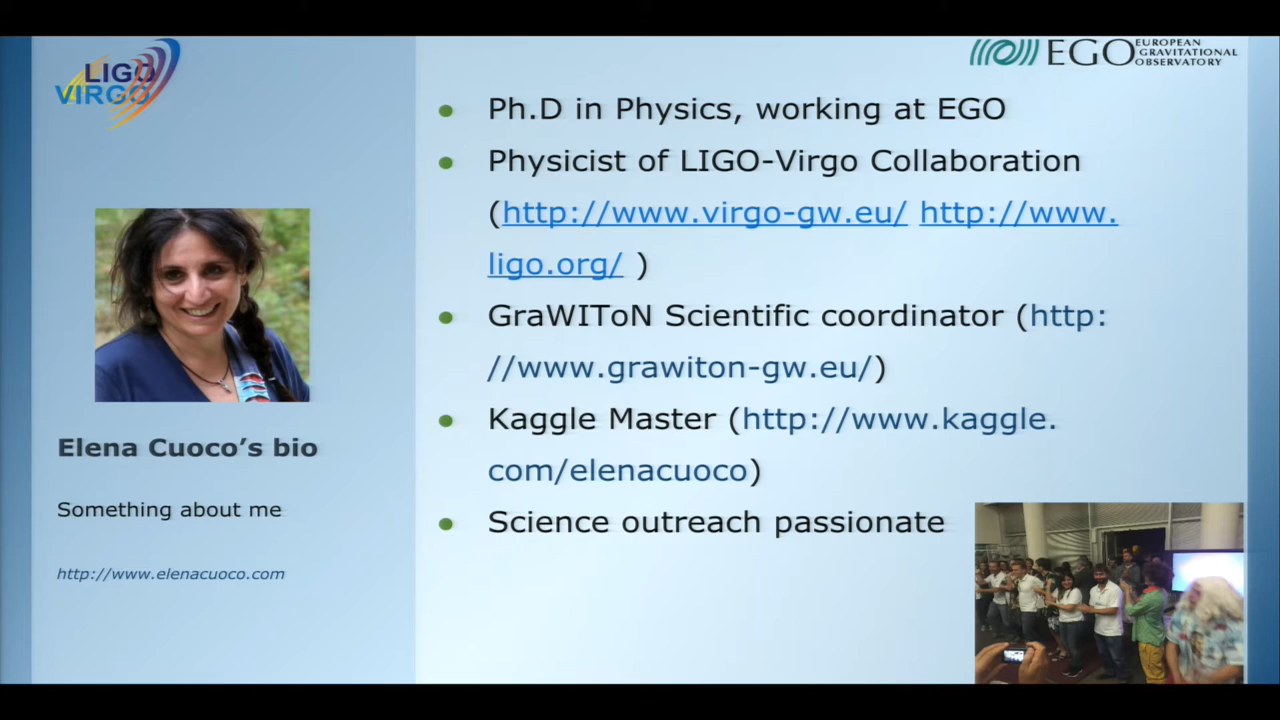 LIGO
VIRGO
EGO EUROPEAN
GRAVITATIONAL
OBSERVATORY
Elena Cuoco’s bio
Something about me
http://www.elenacuoco.com
● Ph.D in Physics, working at EGO
● Physicist of LIGO-Virgo Collaboration
(http://www.virgo-gw.eu/ http://www.
ligo.org/ )
● GraWIToN Scientific coordinator (http:
//www.grawiton-gw.eu/)
● Kaggle Master (http://www.kaggle.
com/elenacuoco)
● Science outreach passionate